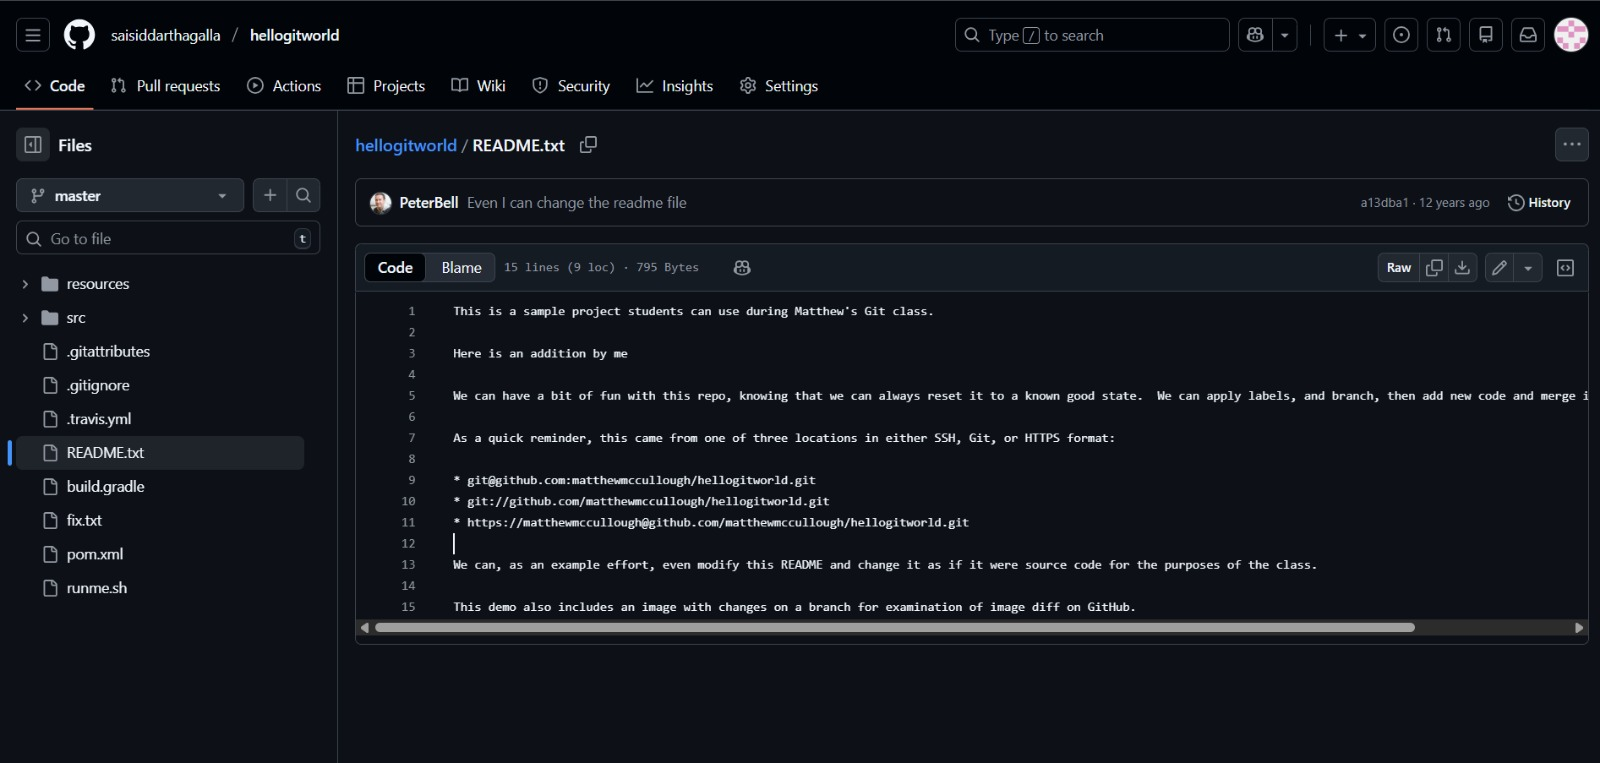 saisiddarthagalla / hellogitworld
Type / to search
Code
Pull requests
Actions
Projects
Wiki
Security
Insights
Settings
Files
master
Go to file
t
resources
src
.gitattributes
.gitignore
.travis.yml
README.txt
build.gradle
fix.txt
pom.xml
runme.sh
hellogitworld / README.txt
PeterBell Even I can change the readme file
a13dba1 · 12 years ago
History
Code
Blame
15 lines (9 loc) · 795 Bytes
Raw
1 This is a sample project students can use during Matthew's Git class.
2
3 Here is an addition by me
4
5 We can have a bit of fun with this repo, knowing that we can always reset it to a known good state.  We can apply labels, and branch, then add new code and merge i
6
7 As a quick reminder, this came from one of three locations in either SSH, Git, or HTTPS format:
8
9 * git@github.com:matthewmccullough/hellogitworld.git
10 * git://github.com/matthewmccullough/hellogitworld.git
11 * https://matthewmccullough@github.com/matthewmccullough/hellogitworld.git
12
13 We can, as an example effort, even modify this README and change it as if it were source code for the purposes of the class.
14
15 This demo also includes an image with changes on a branch for examination of image diff on GitHub.